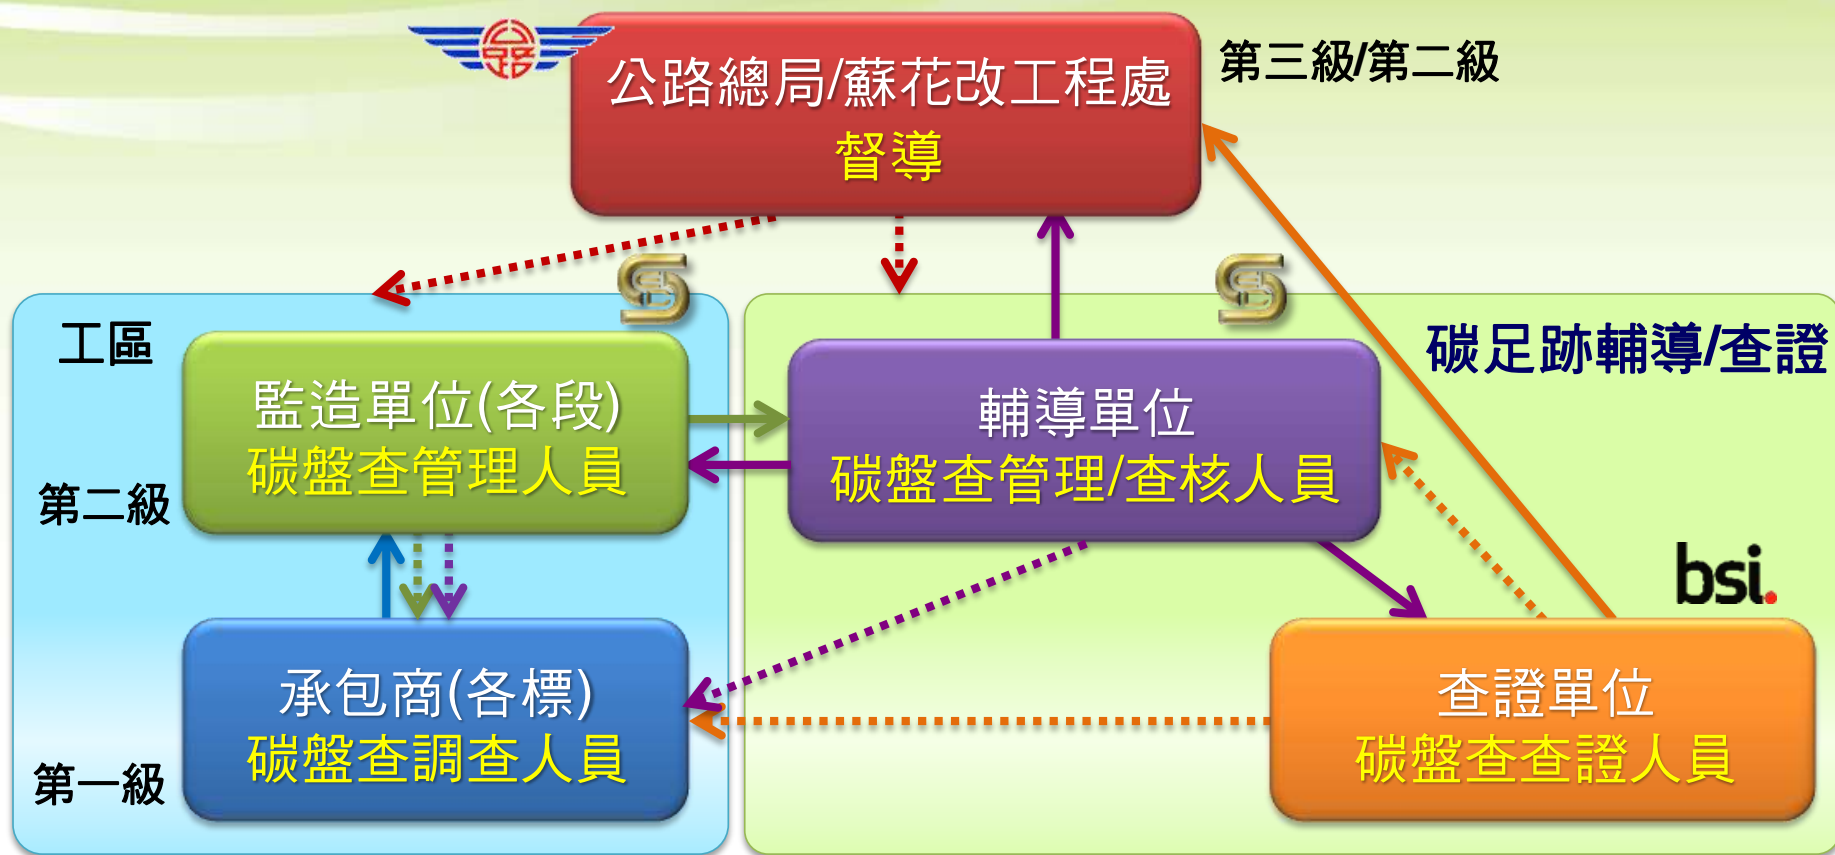 公路總局/蘇花改工程處
督導
第三級/第二級
工區
監造單位(各段)
碳盤查管理人員
第二級
承包商(各標)
碳盤查調查人員
第一級
碳足跡輔導/查證
輔導單位
碳盤查管理/查核人員
bsi.
查證單位
碳盤查查證人員